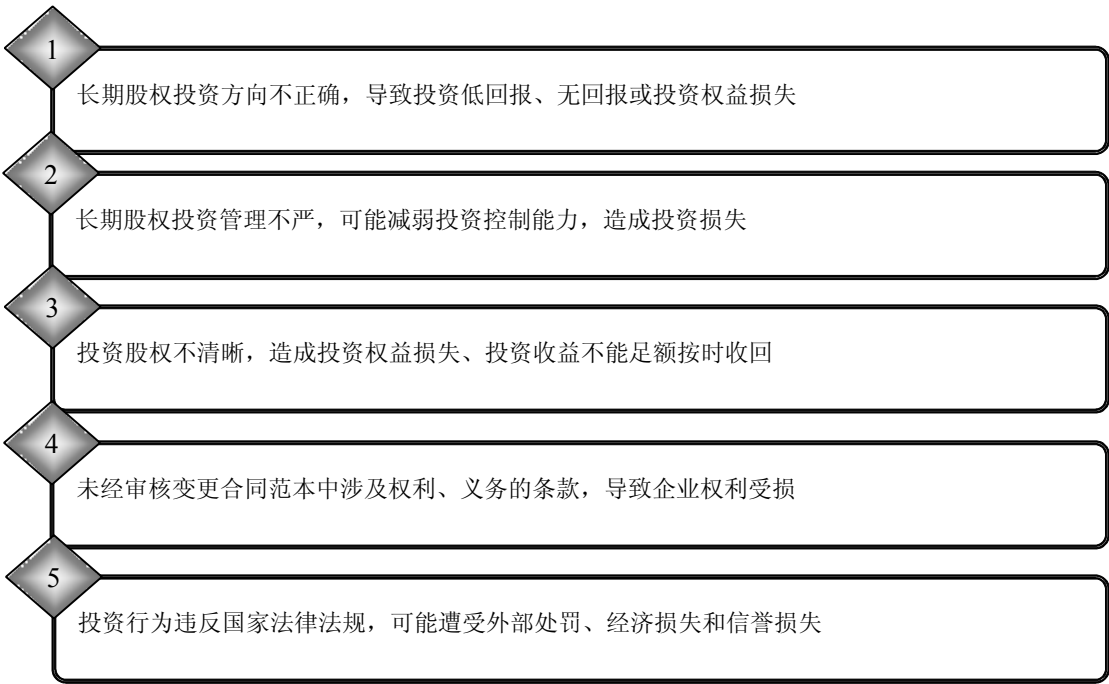 1
长期股权投资方向不正确，导致投资低回报、无回报或投资权益损失
2
长期股权投资管理不严，可能减弱投资控制能力，造成投资损失
3
投资股权不清晰，造成投资权益损失、投资收益不能足额按时收回
4
未经审核变更合同范本中涉及权利、义务的条款，导致企业权利受损
5
投资行为违反国家法律法规，可能遭受外部处罚、经济损失和信誉损失